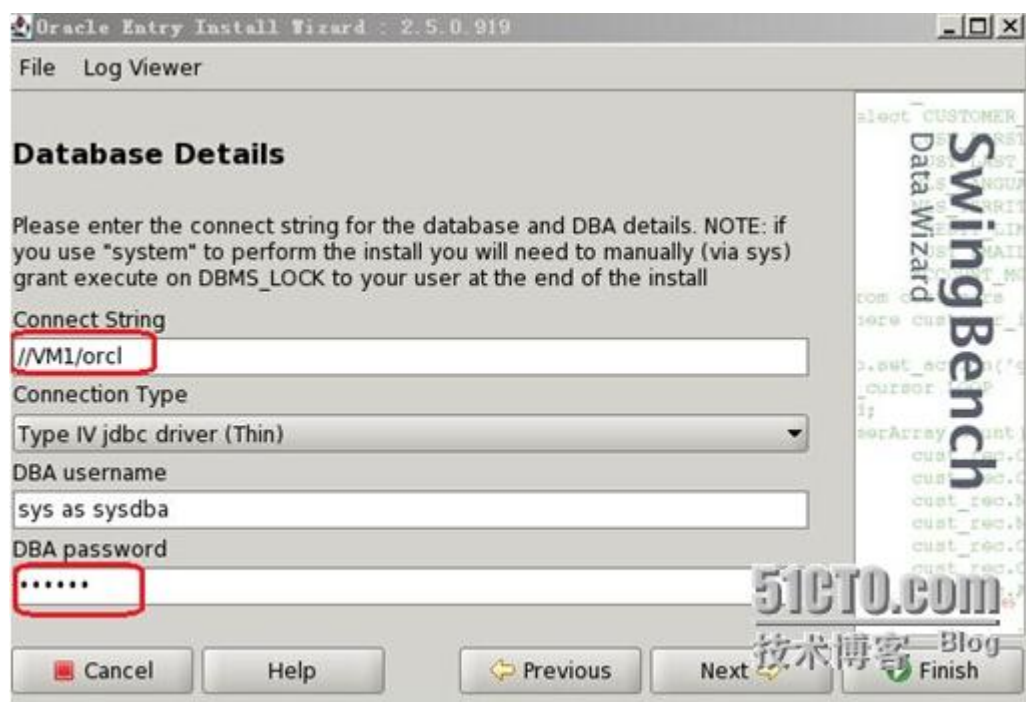 Oracle Entry Install Wizard : 2.5.0.919
File Log Viewer
Database Details
Please enter the connect string for the database and DBA details. NOTE: if
you use "system" to perform the install you will need to manually (via sys)
grant execute on DBMS_LOCK to your user at the end of the install
Connect String
//VM1/orcl
Connection Type
Type IV jdbc driver (Thin)
DBA username
sys as sysdba
DBA password
••••••
Cancel Help Previous Next Finish
SwingBench
Data Wizard
51CTO.com
技术博客 Blog